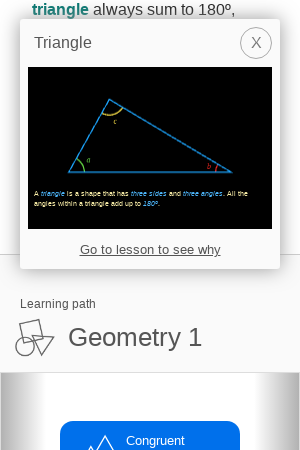 triangle always sum to 180º,
Triangle
X
c
a
b
A triangle is a shape that has three sides and three angles. All the
angles within a triangle add up to 180º.
Go to lesson to see why
Learning path
Geometry 1
Congruent